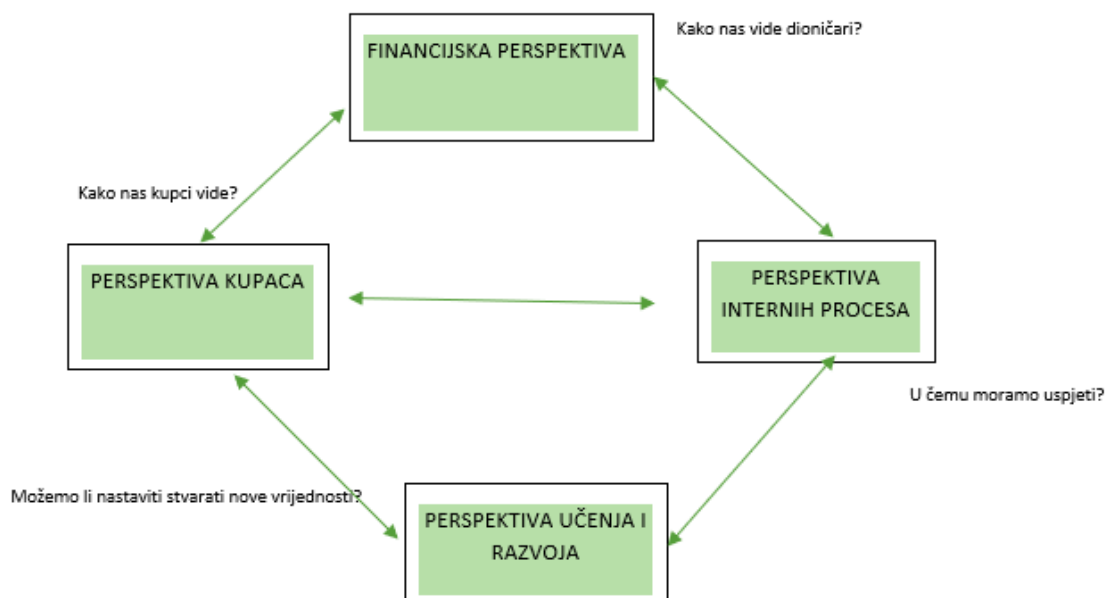 Kako nas vide dioničari?
FINANCIJSKA PERSPEKTIVA
Kako nas kupci vide?
PERSPEKTIVA KUPACA
PERSPEKTIVA
INTERNIH PROCESA
U čemu moramo uspjeti?
Možemo li nastaviti stvarati nove vrijednosti?
PERSPEKTIVA UČENJA I
RAZVOJA